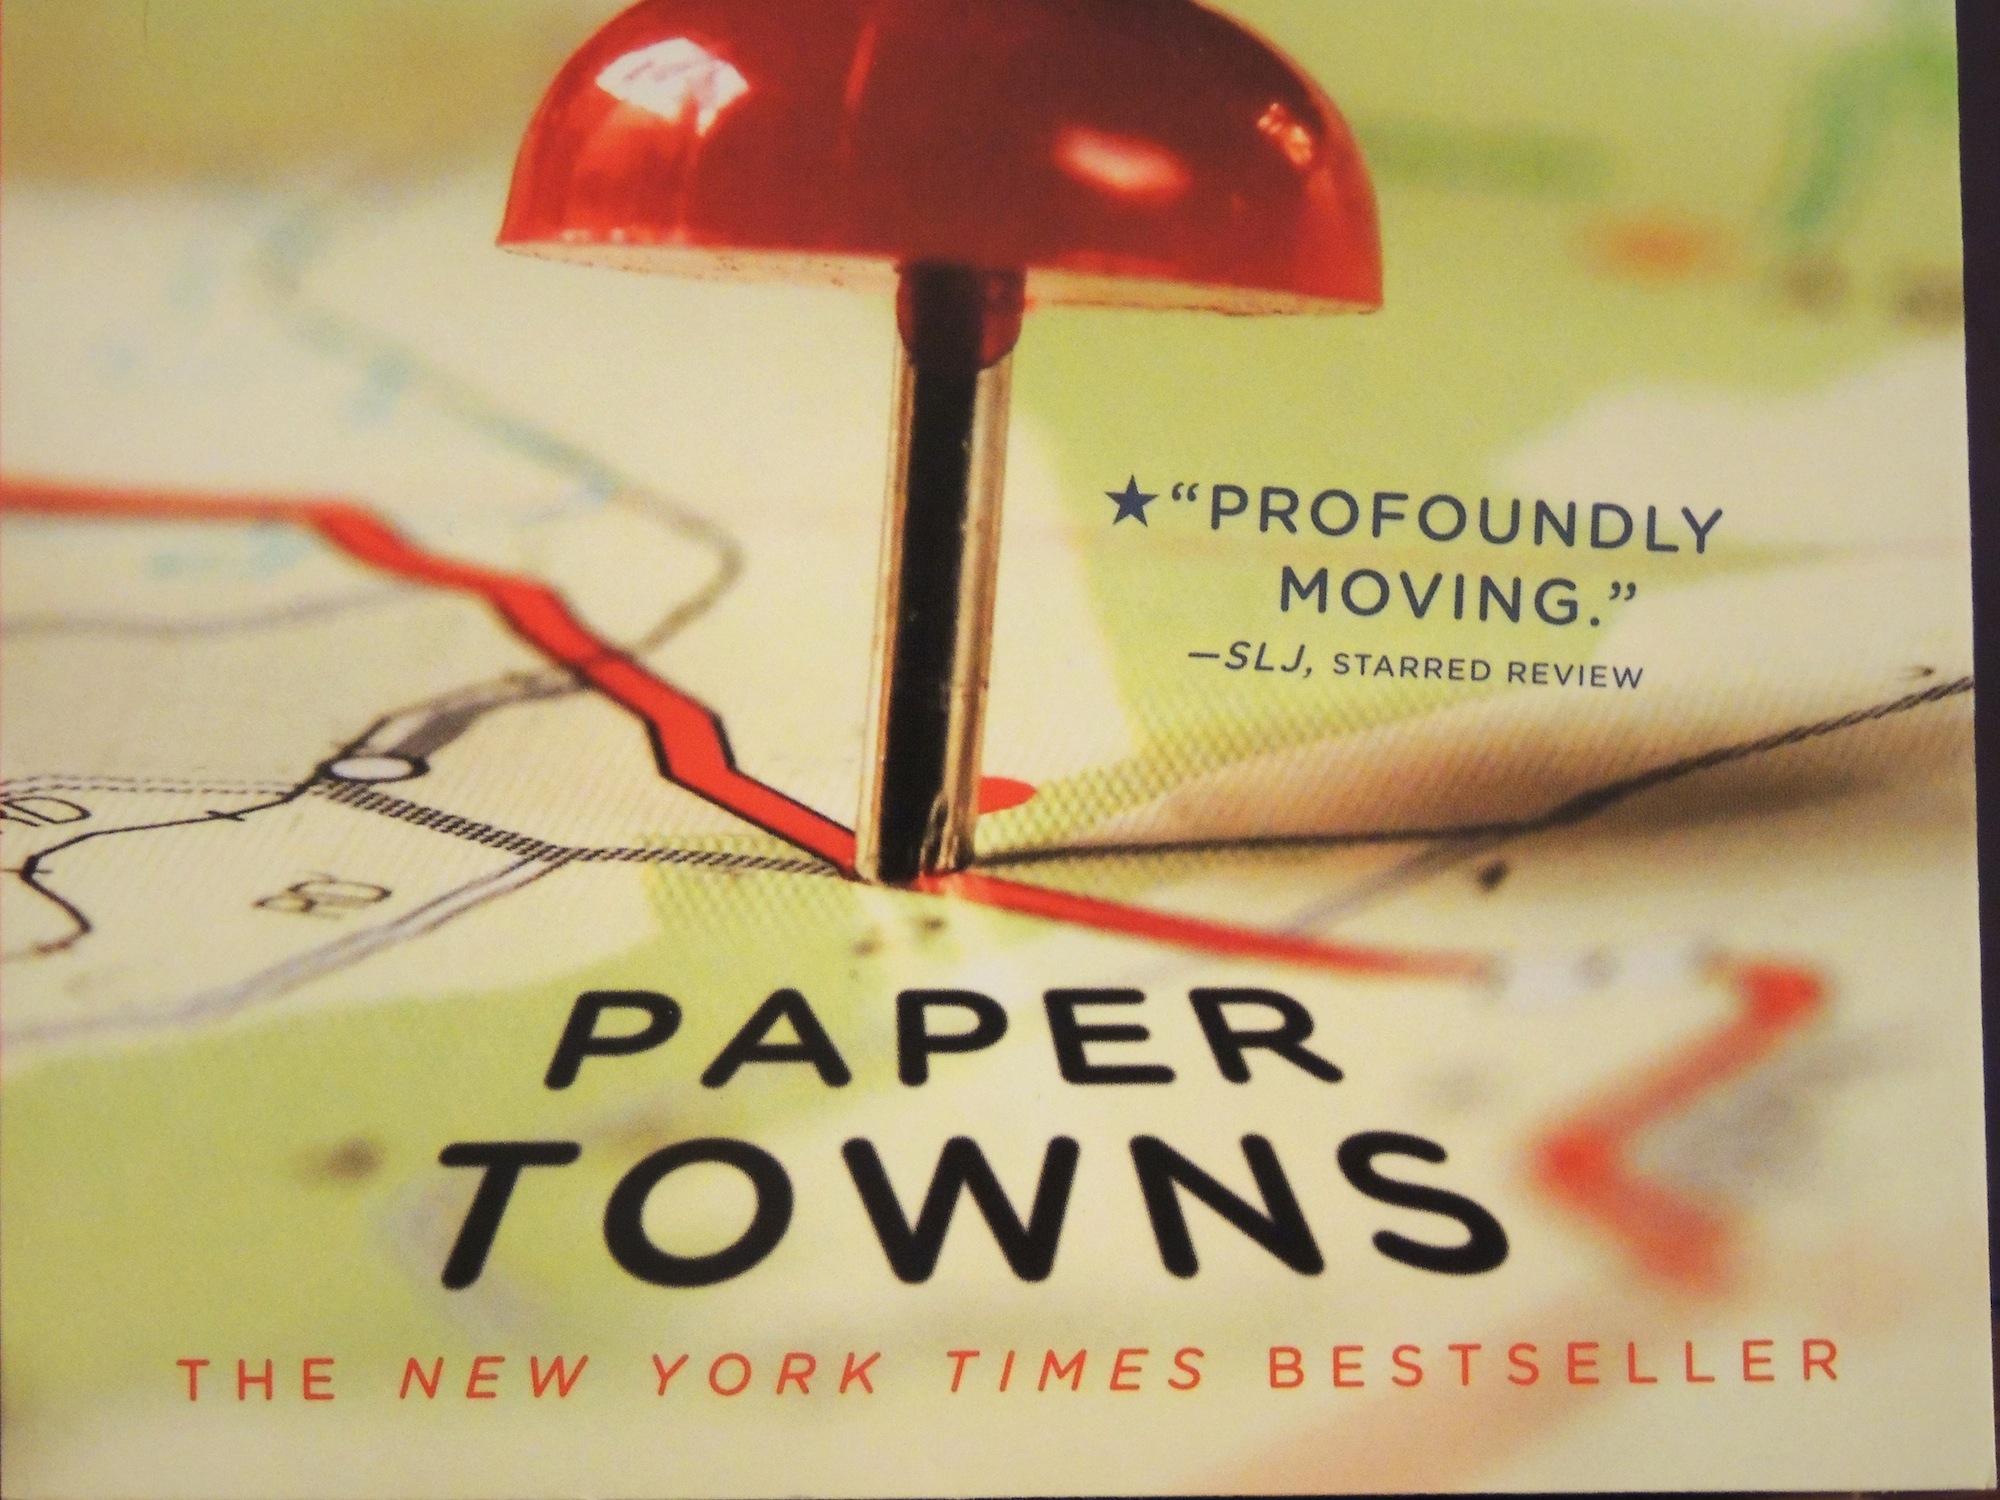 ★“PROFOUNDLY
MOVING.”
—SLJ, STARRED REVIEW
PAPER
TOWNS
THE NEW YORK TIMES BESTSELLER